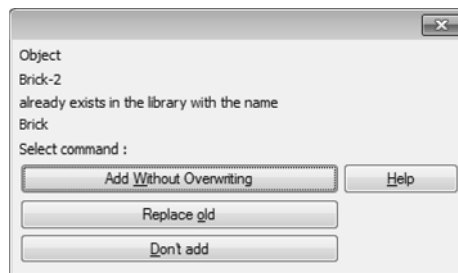 Object
Brick-2
already exists in the library with the name
Brick
Select command :
Add Without Overwriting
Help
Replace old
Don't add